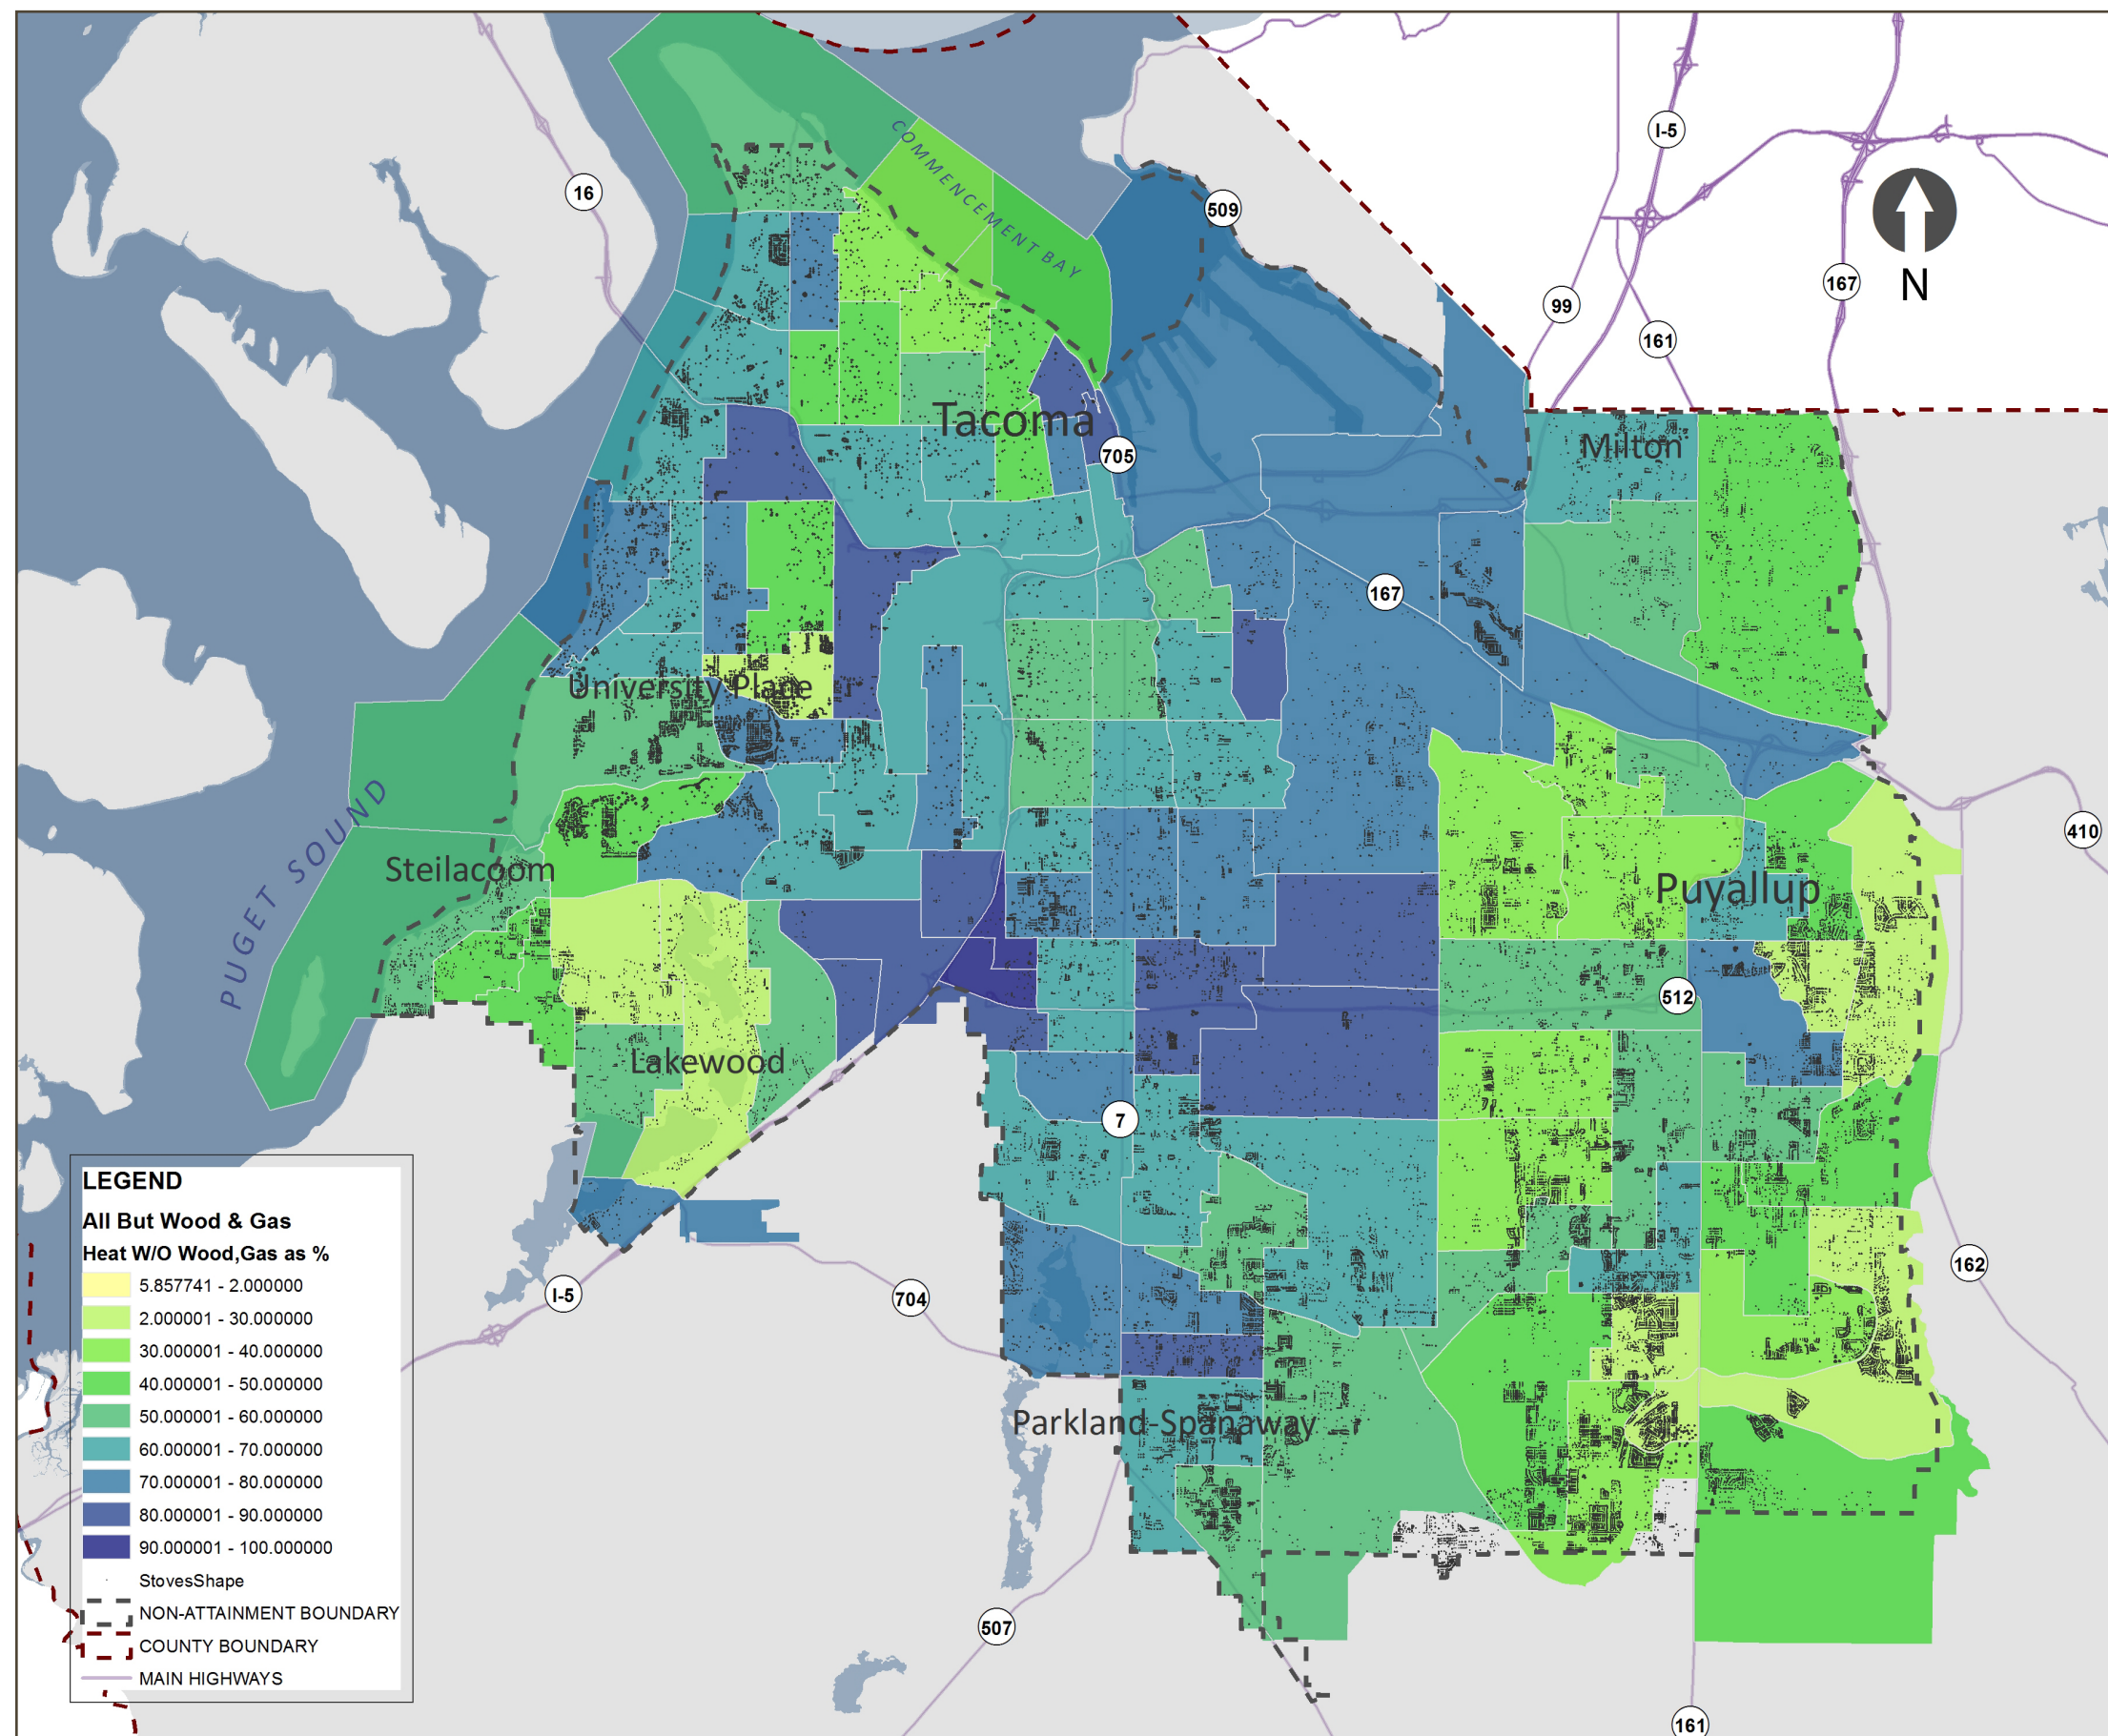 COMMENCEMENT BAY
16
509
I-5
167
N
99
161
Tacoma
705
Milton
167
University Place
PUGET SOUND
Steilacoom
410
Puyallup
512
Lakewood
7
162
I-5
704
Parkland-Spanaway
507
161
LEGEND
All But Wood & Gas
Heat W/O Wood,Gas as %
5.857741 - 2.000000
2.000001 - 30.000000
30.000001 - 40.000000
40.000001 - 50.000000
50.000001 - 60.000000
60.000001 - 70.000000
70.000001 - 80.000000
80.000001 - 90.000000
90.000001 - 100.000000
StovesShape
NON-ATTAINMENT BOUNDARY
COUNTY BOUNDARY
MAIN HIGHWAYS